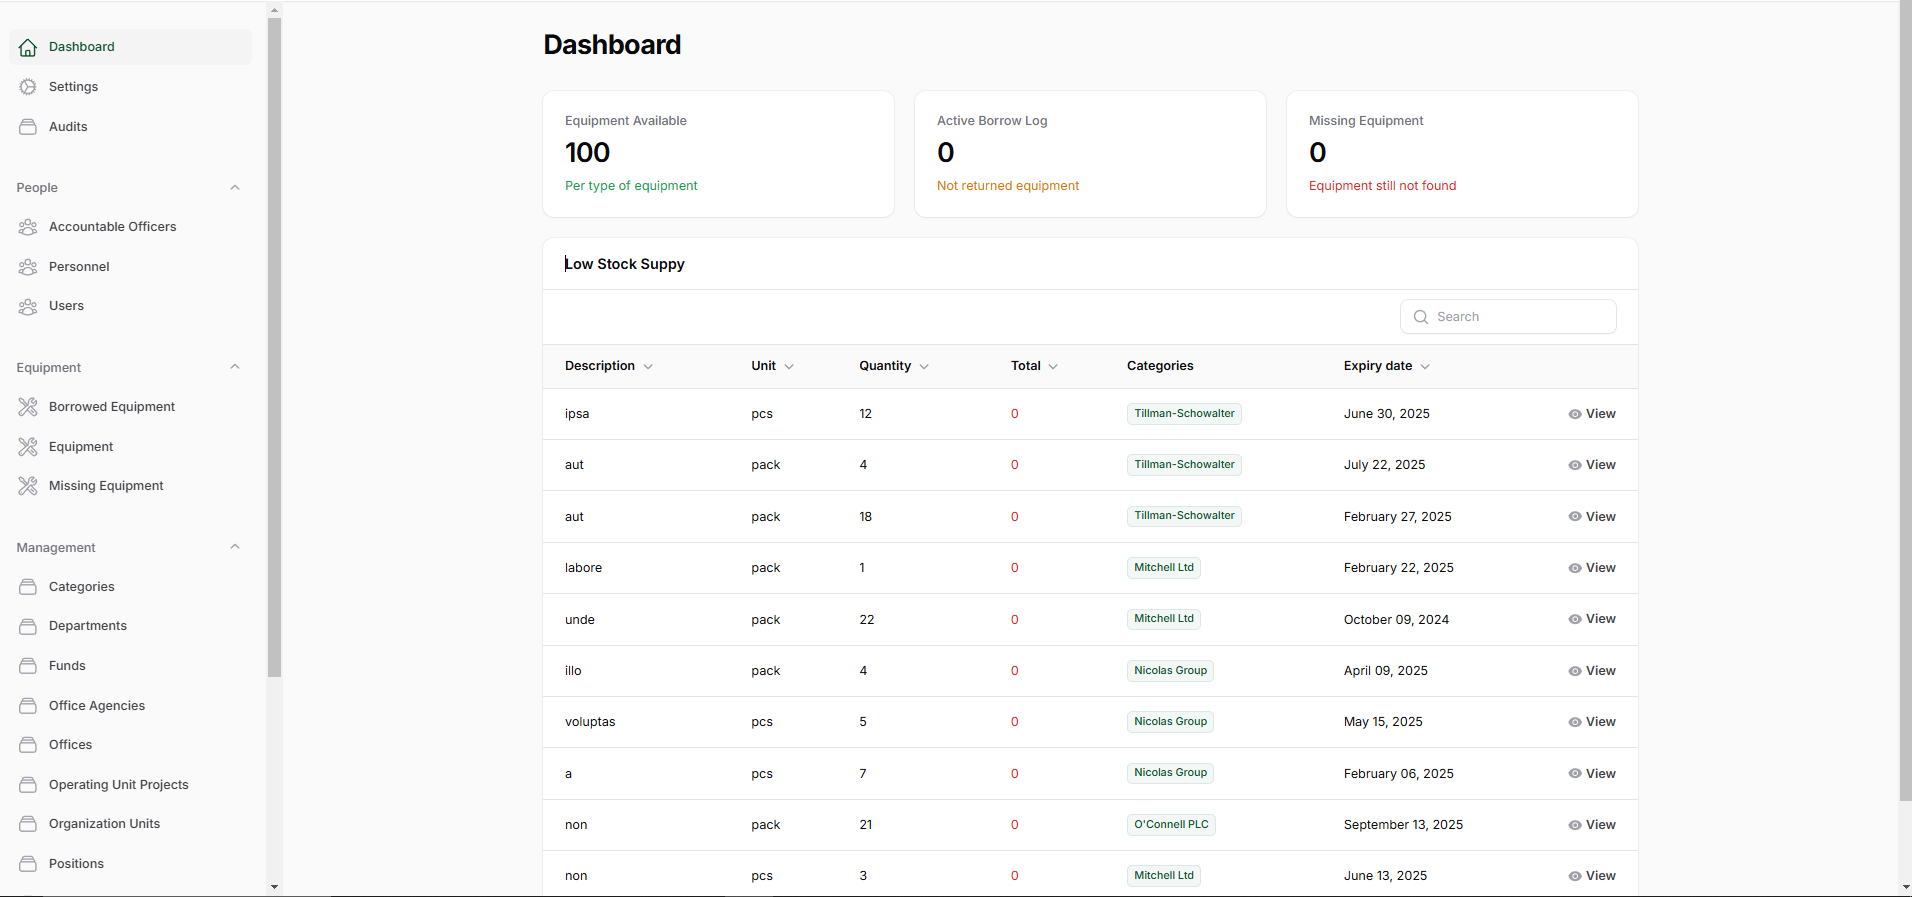 Dashboard
Settings
Audits
People
Accountable Officers
Personnel
Users
Equipment
Borrowed Equipment
Equipment
Missing Equipment
Management
Categories
Departments
Funds
Office Agencies
Offices
Operating Unit Projects
Organization Units
Positions
Dashboard
Equipment Available
100
Per type of equipment
Active Borrow Log
0
Not returned equipment
Missing Equipment
0
Equipment still not found
Low Stock Suppy
Search
Description Unit Quantity Total Categories Expiry date
ipsa pcs 12 0 Tillman-Schowalter June 30, 2025 View
aut pack 4 0 Tillman-Schowalter July 22, 2025 View
aut pack 18 0 Tillman-Schowalter February 27, 2025 View
labore pack 1 0 Mitchell Ltd February 22, 2025 View
unde pack 22 0 Mitchell Ltd October 09, 2024 View
illo pack 4 0 Nicolas Group April 09, 2025 View
voluptas pcs 5 0 Nicolas Group May 15, 2025 View
a pcs 7 0 Nicolas Group February 06, 2025 View
non pack 21 0 O'Connell PLC September 13, 2025 View
non pcs 3 0 Mitchell Ltd June 13, 2025 View